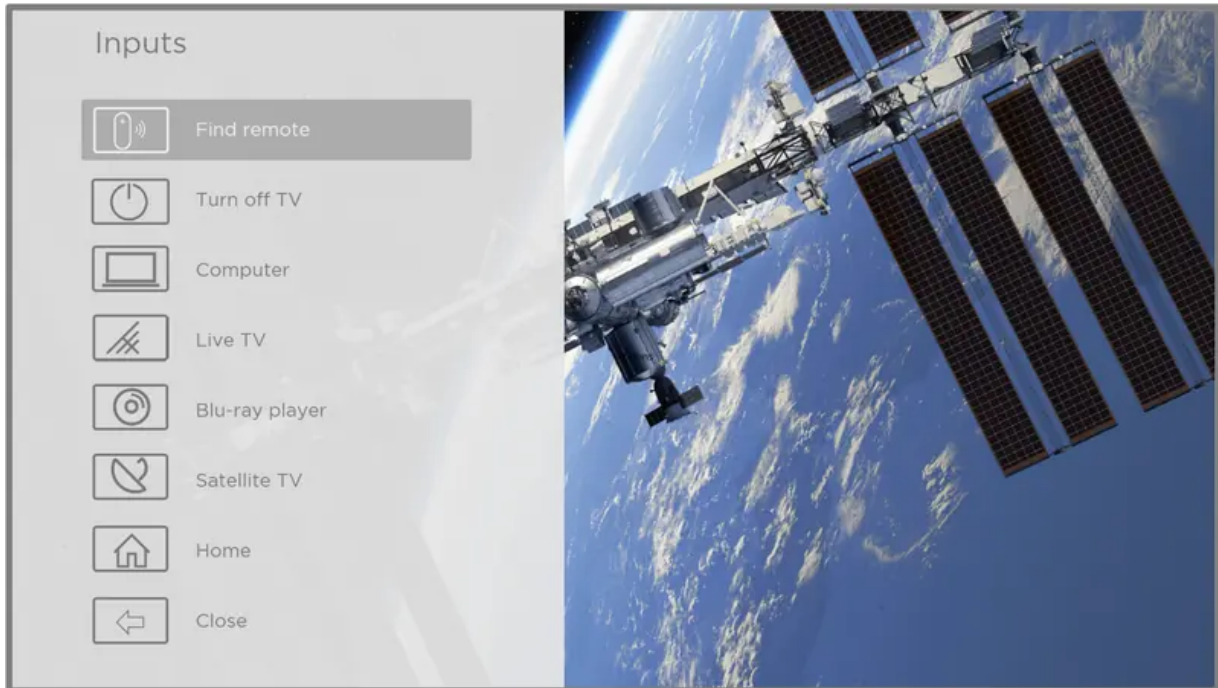 Inputs
Find remote
Turn off TV
Computer
Live TV
Blu-ray player
Satellite TV
Home
Close